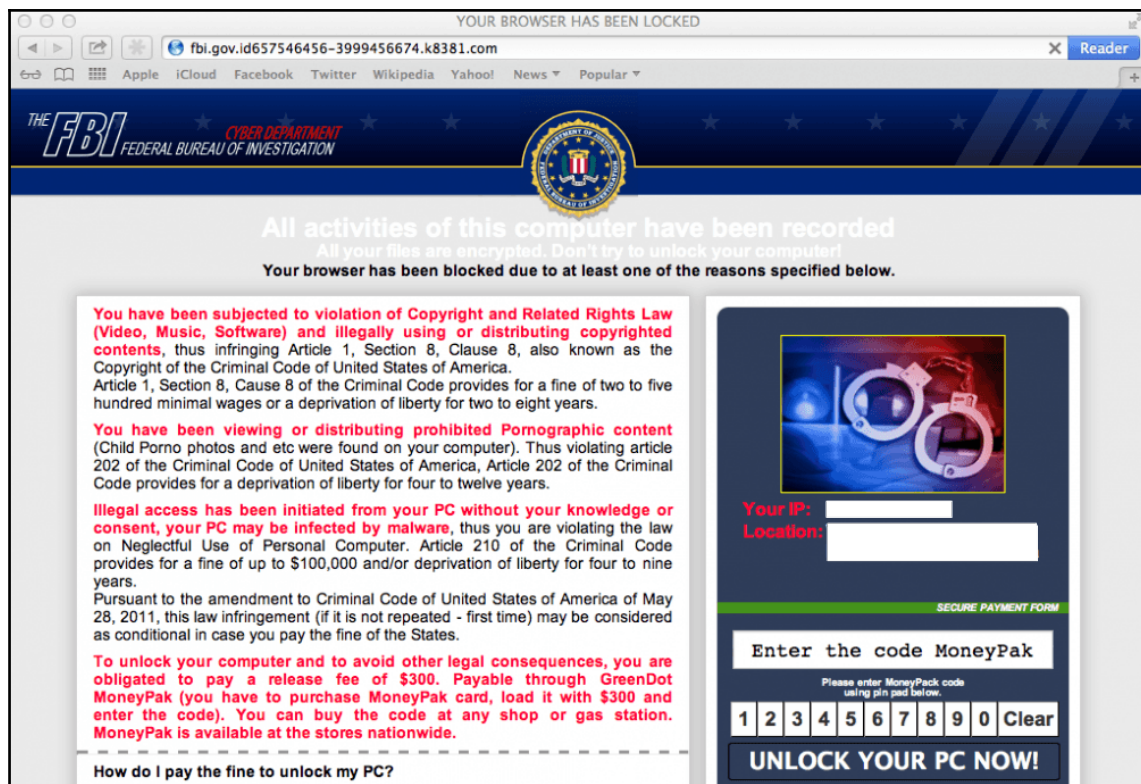 YOUR BROWSER HAS BEEN LOCKED
fbi.gov.id657546456-3999456674.k8381.com
Reader
Apple iCloud Facebook Twitter Wikipedia Yahoo! News Popular
THE FBI CYBER DEPARTMENT
FEDERAL BUREAU OF INVESTIGATION
DEPARTMENT OF JUSTICE
FEDERAL BUREAU OF INVESTIGATION
All activities of this computer have been recorded
All your files are encrypted. Don't try to unlock your computer!
Your browser has been blocked due to at least one of the reasons specified below.
You have been subjected to violation of Copyright and Related Rights Law
(Video, Music, Software) and illegally using or distributing copyrighted
contents, thus infringing Article 1, Section 8, Clause 8, also known as the
Copyright of the Criminal Code of United States of America.
Article 1, Section 8, Cause 8 of the Criminal Code provides for a fine of two to five
hundred minimal wages or a deprivation of liberty for two to eight years.
You have been viewing or distributing prohibited Pornographic content
(Child Porno photos and etc were found on your computer). Thus violating article
202 of the Criminal Code of United States of America, Article 202 of the Criminal
Code provides for a deprivation of liberty for four to twelve years.
Illegal access has been initiated from your PC without your knowledge or
consent, your PC may be infected by malware, thus you are violating the law
on Neglectful Use of Personal Computer. Article 210 of the Criminal Code
provides for a fine of up to $100,000 and/or deprivation of liberty for four to nine
years.
Pursuant to the amendment to Criminal Code of United States of America of May
28, 2011, this law infringement (if it is not repeated - first time) may be considered
as conditional in case you pay the fine of the States.
To unlock your computer and to avoid other legal consequences, you are
obligated to pay a release fee of $300. Payable through GreenDot
MoneyPak (you have to purchase MoneyPak card, load it with $300 and
enter the code). You can buy the code at any shop or gas station.
MoneyPak is available at the stores nationwide.
How do I pay the fine to unlock my PC?
Your IP:
Location:
SECURE PAYMENT FORM
Enter the code MoneyPak
Please enter MoneyPack code
using pin pad below.
1 2 3 4 5 6 7 8 9 0 Clear
UNLOCK YOUR PC NOW!